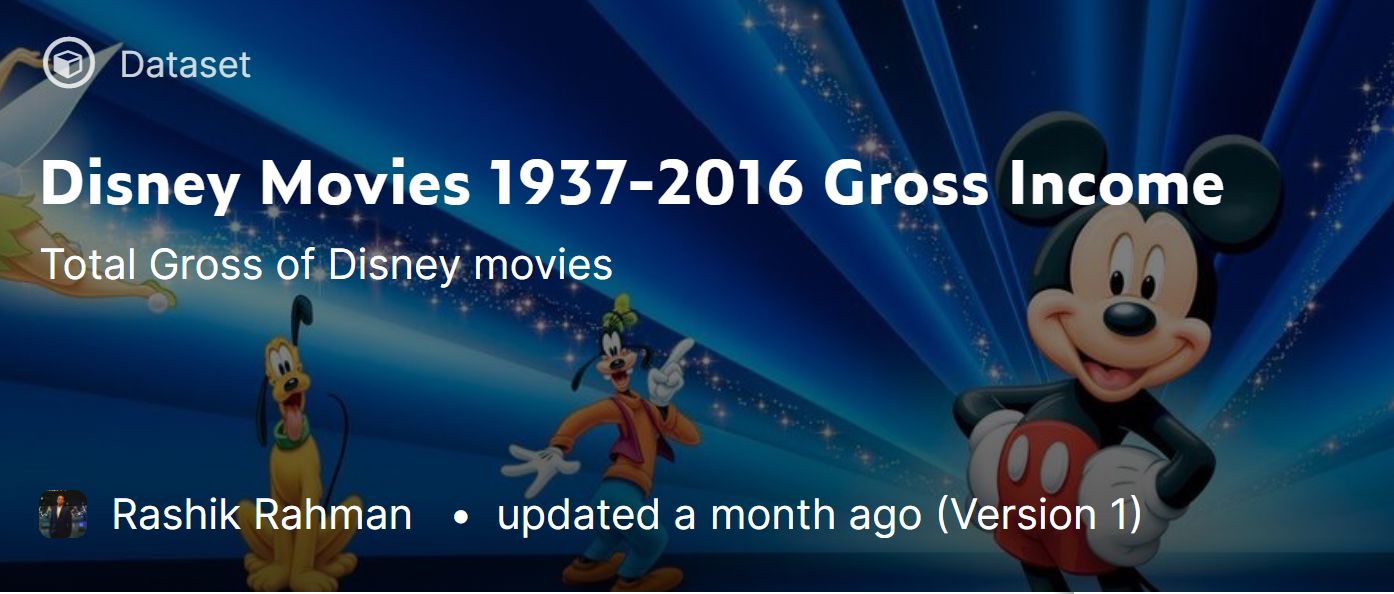 Dataset
Disney Movies 1937-2016 Gross Income
Total Gross of Disney movies
Rashik Rahman • updated a month ago (Version 1)